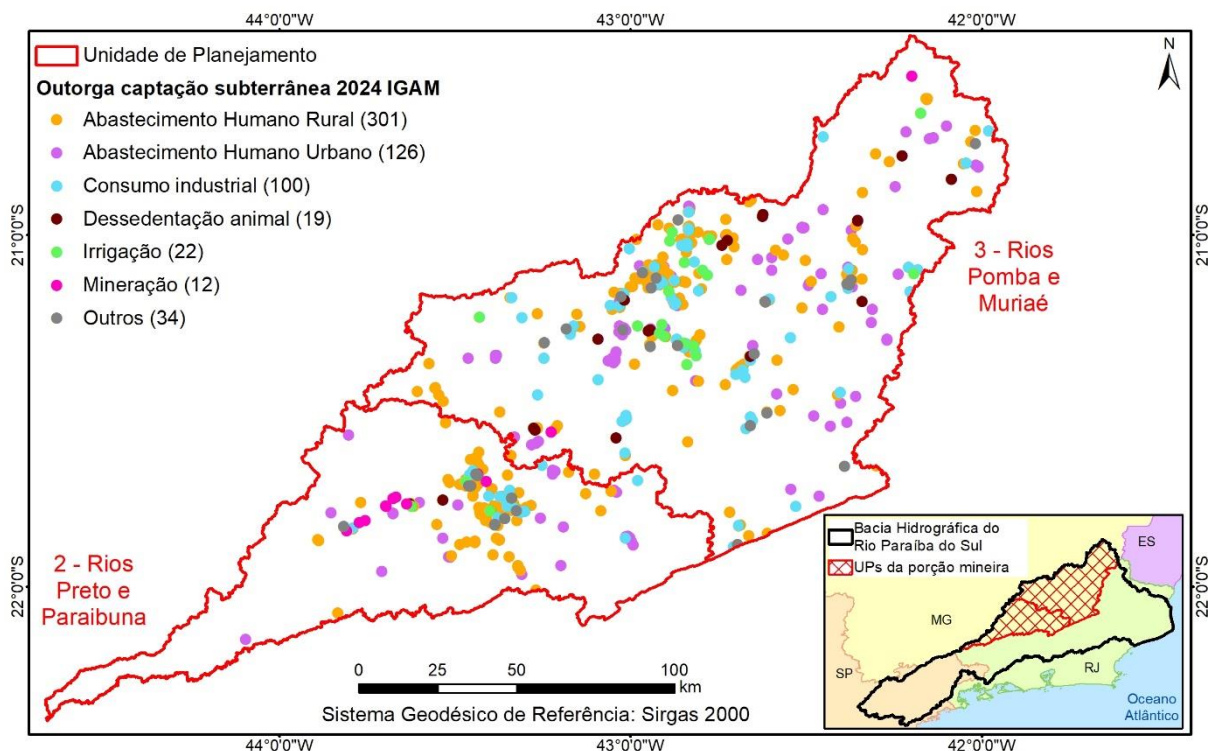 44°0'0"W
43°0'0"W
42°0'0"W
Unidade de Planejamento
Outorga captação subterrânea 2024 IGAM
Abastecimento Humano Rural (301)
Abastecimento Humano Urbano (126)
Consumo industrial (100)
Dessedentação animal (19)
Irrigação (22)
Mineração (12)
Outros (34)
N
21°0'0"S
21°0'0"S
3 - Rios
Pomba e
Muriaé
2 - Rios
Preto e
Paraibuna
22°0'0"S
22°0'0"S
Bacia Hidrográfica do
Rio Paraíba do Sul
UPs da porção mineira
ES
MG
SP
RJ
Oceano
Atlântico
0 25 50 100
km
Sistema Geodésico de Referência: Sirgas 2000
44°0'0"W
43°0'0"W
42°0'0"W